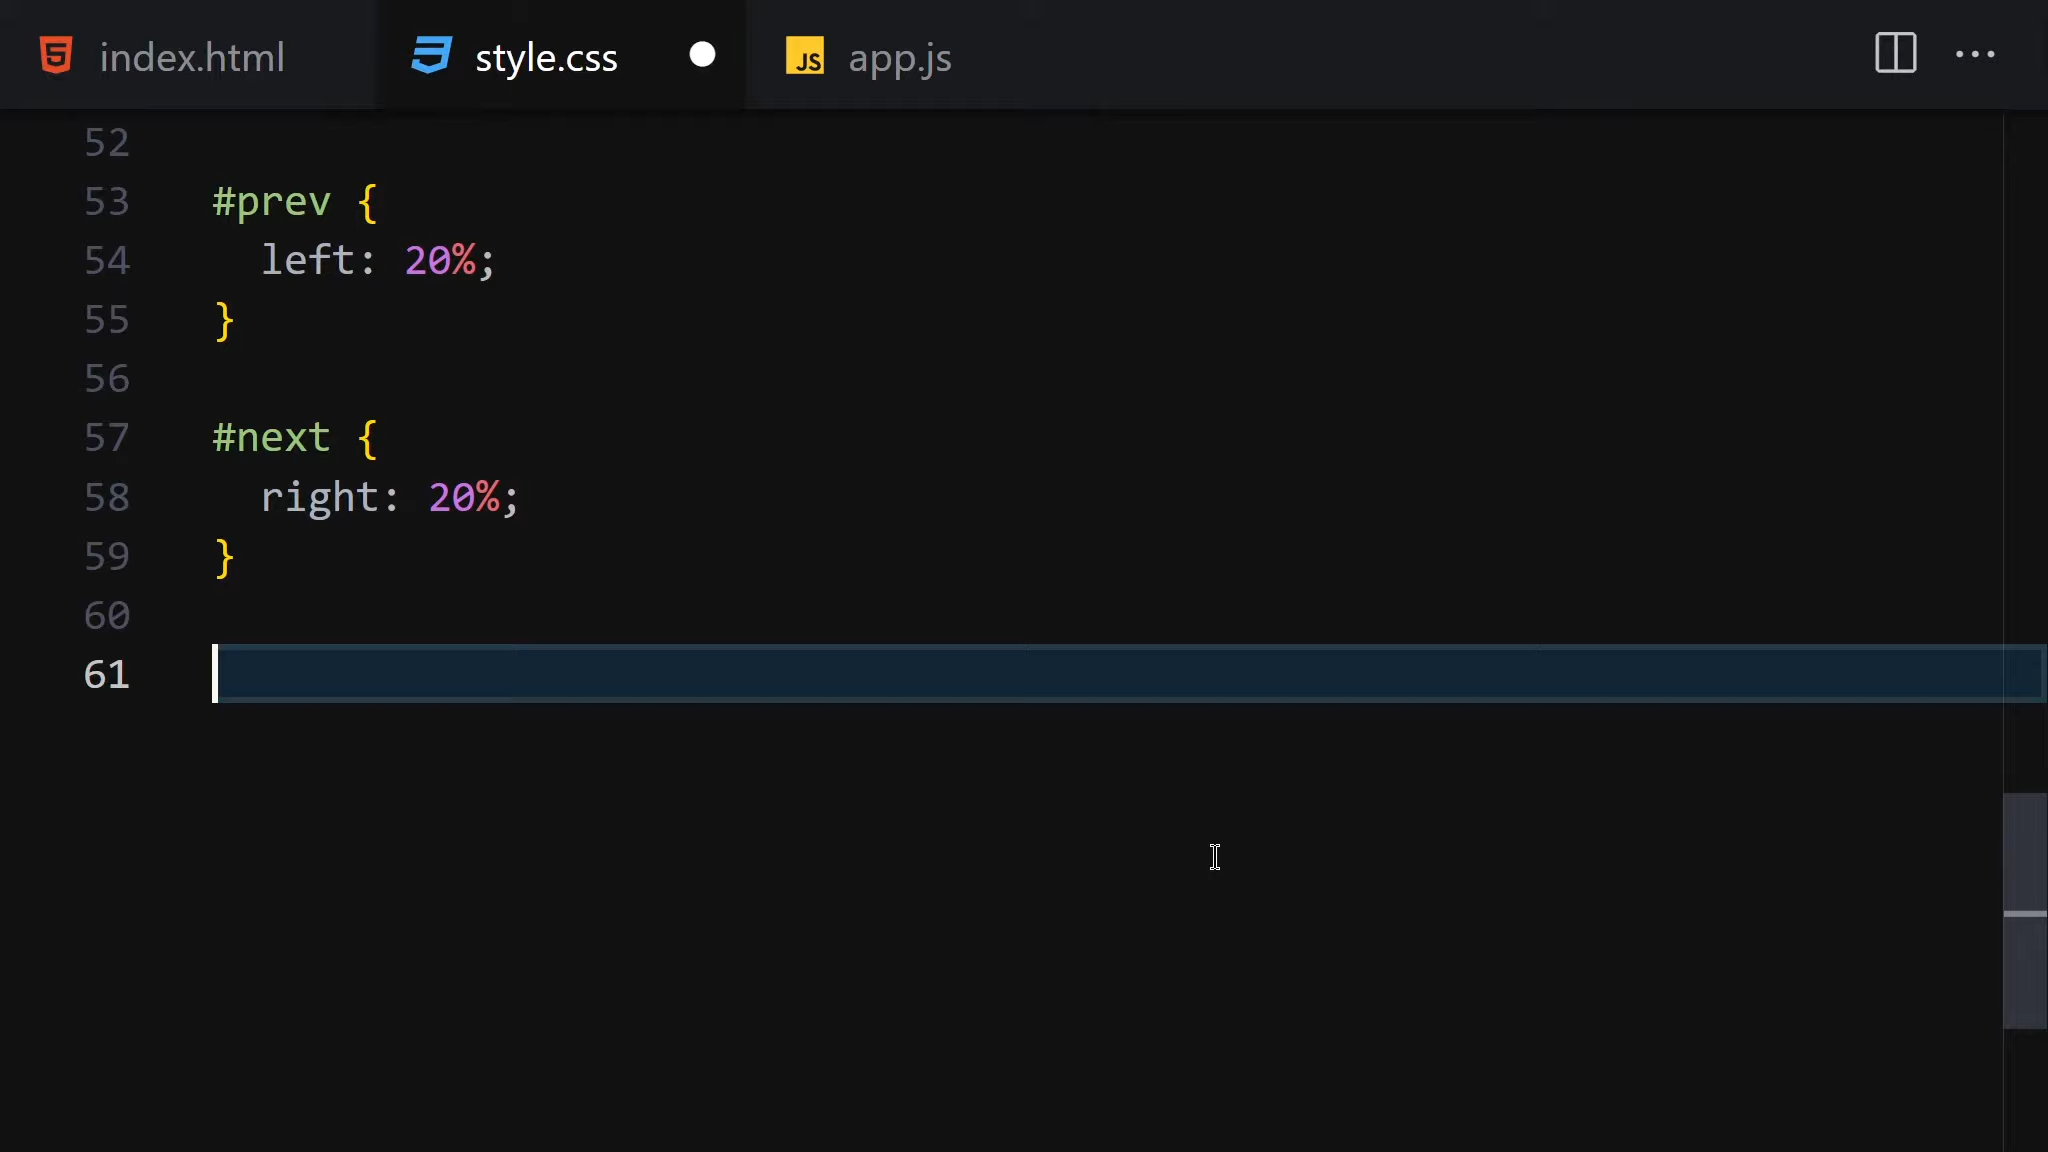 index.html style.css JS app.js
52
53 #prev {
54 left: 20%;
55 }
56
57 #next {
58 right: 20%;
59 }
60
61